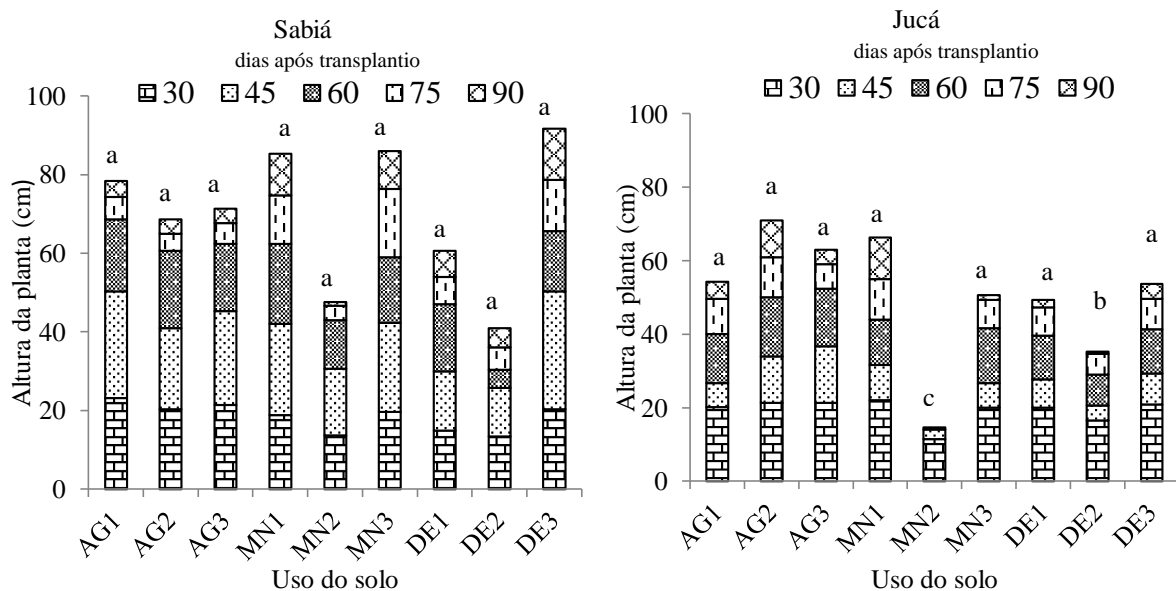 Sabiá
dias após transplantio
30 45 60 75 90
Altura da planta (cm)
100
80
60
40
20
0
a a a a a a a a a
AG1 AG2 AG3 MN1 MN2 MN3 DE1 DE2 DE3
Uso do solo
Jucá
dias após transplantio
30 45 60 75 90
Altura da planta (cm)
100
80
60
40
20
0
a a a a c a a b a
AG1 AG2 AG3 MN1 MN2 MN3 DE1 DE2 DE3
Uso do solo